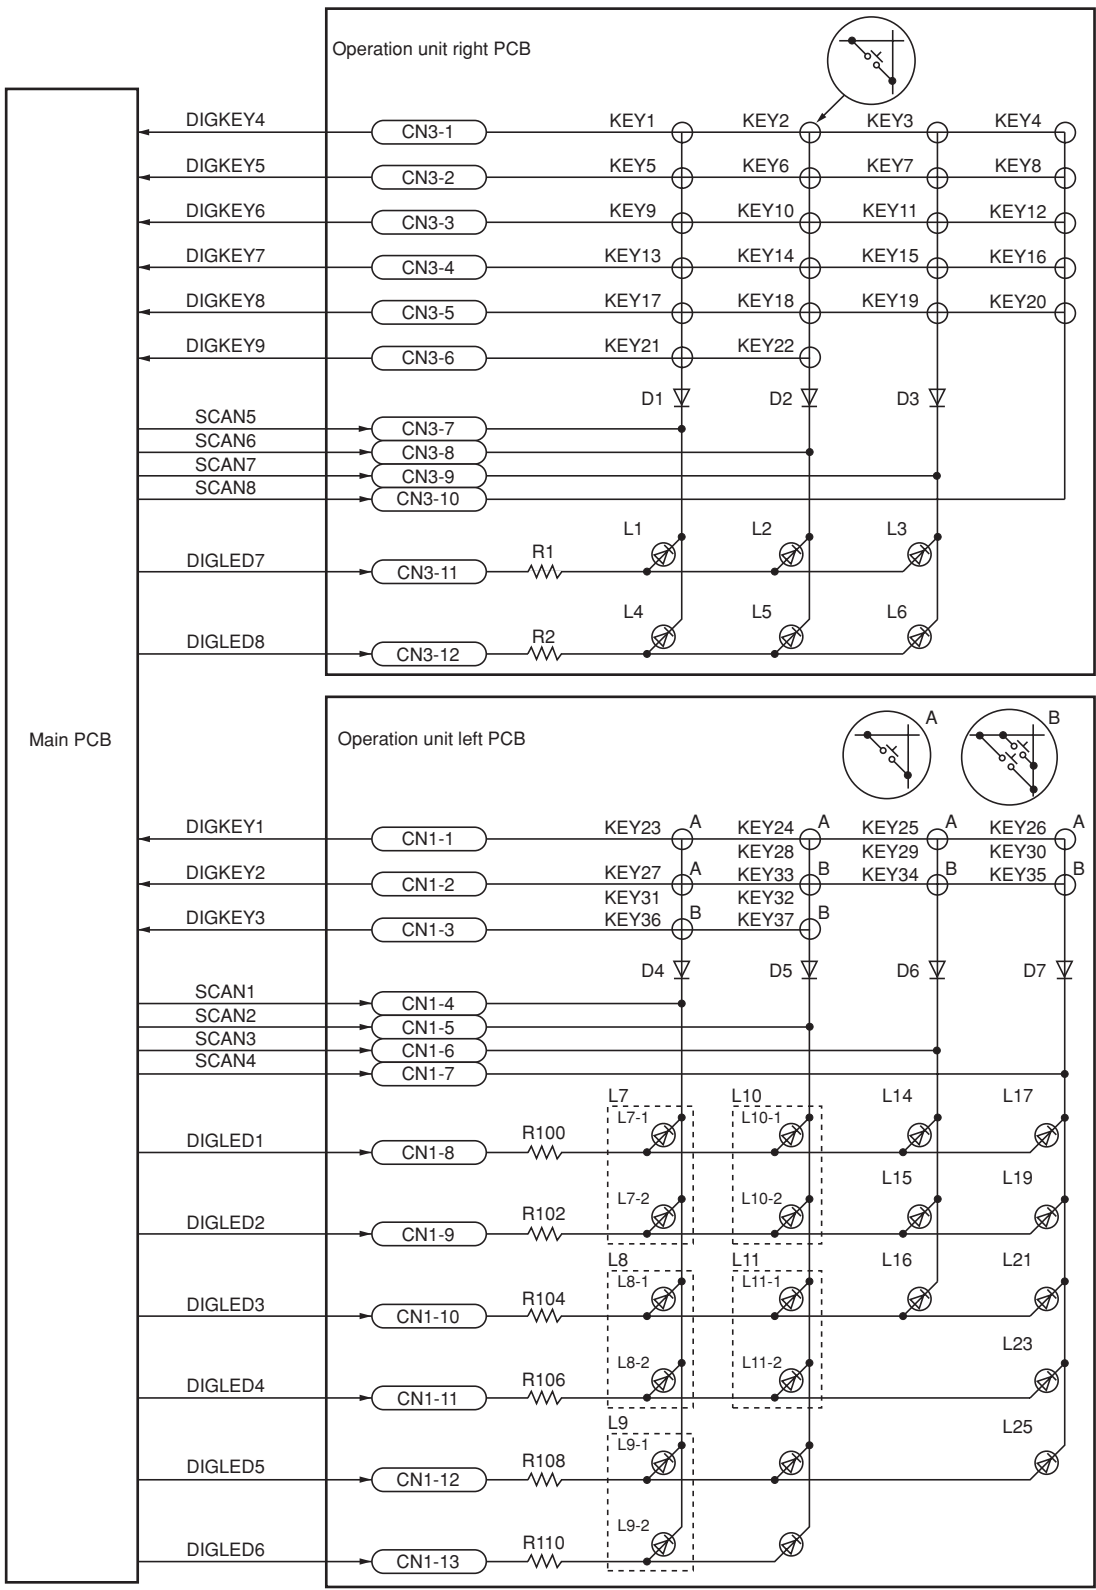 Operation unit right PCB
DIGKEY4 CN3-1 KEY1 KEY2 KEY3 KEY4
DIGKEY5 CN3-2 KEY5 KEY6 KEY7 KEY8
DIGKEY6 CN3-3 KEY9 KEY10 KEY11 KEY12
DIGKEY7 CN3-4 KEY13 KEY14 KEY15 KEY16
DIGKEY8 CN3-5 KEY17 KEY18 KEY19 KEY20
DIGKEY9 CN3-6 KEY21 KEY22
D1 D2 D3
SCAN5 CN3-7
SCAN6 CN3-8
SCAN7 CN3-9
SCAN8 CN3-10
L1 L2 L3
DIGLED7 CN3-11 R1
L4 L5 L6
DIGLED8 CN3-12 R2
Main PCB
Operation unit left PCB
A B
DIGKEY1 CN1-1 KEY23 A KEY24 A KEY25 A KEY26 A
KEY28 KEY29 KEY30
DIGKEY2 CN1-2 KEY27 A KEY33 B KEY34 B KEY35 B
KEY31 KEY32
DIGKEY3 CN1-3 KEY36 B KEY37 B
D4 D5 D6 D7
SCAN1 CN1-4
SCAN2 CN1-5
SCAN3 CN1-6
SCAN4 CN1-7
L7 L10 L14 L17
L7-1 L10-1
DIGLED1 CN1-8 R100
L15 L19
L7-2 L10-2
DIGLED2 CN1-9 R102
L8 L11 L16 L21
L8-1 L11-1
DIGLED3 CN1-10 R104
L23
L8-2 L11-2
DIGLED4 CN1-11 R106
L9 L25
L9-1
DIGLED5 CN1-12 R108
L9-2
DIGLED6 CN1-13 R110